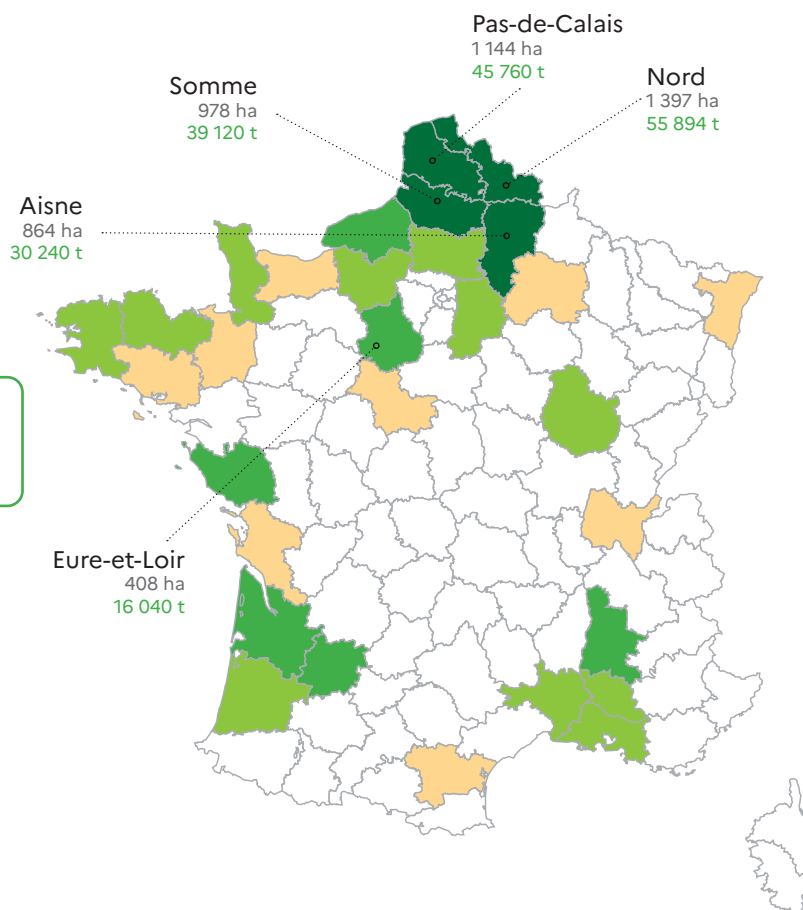 Pas-de-Calais
1 144 ha
45 760 t
Somme
978 ha
39 120 t
Nord
1 397 ha
55 894 t
Aisne
864 ha
30 240 t
Eure-et-Loir
408 ha
16 040 t